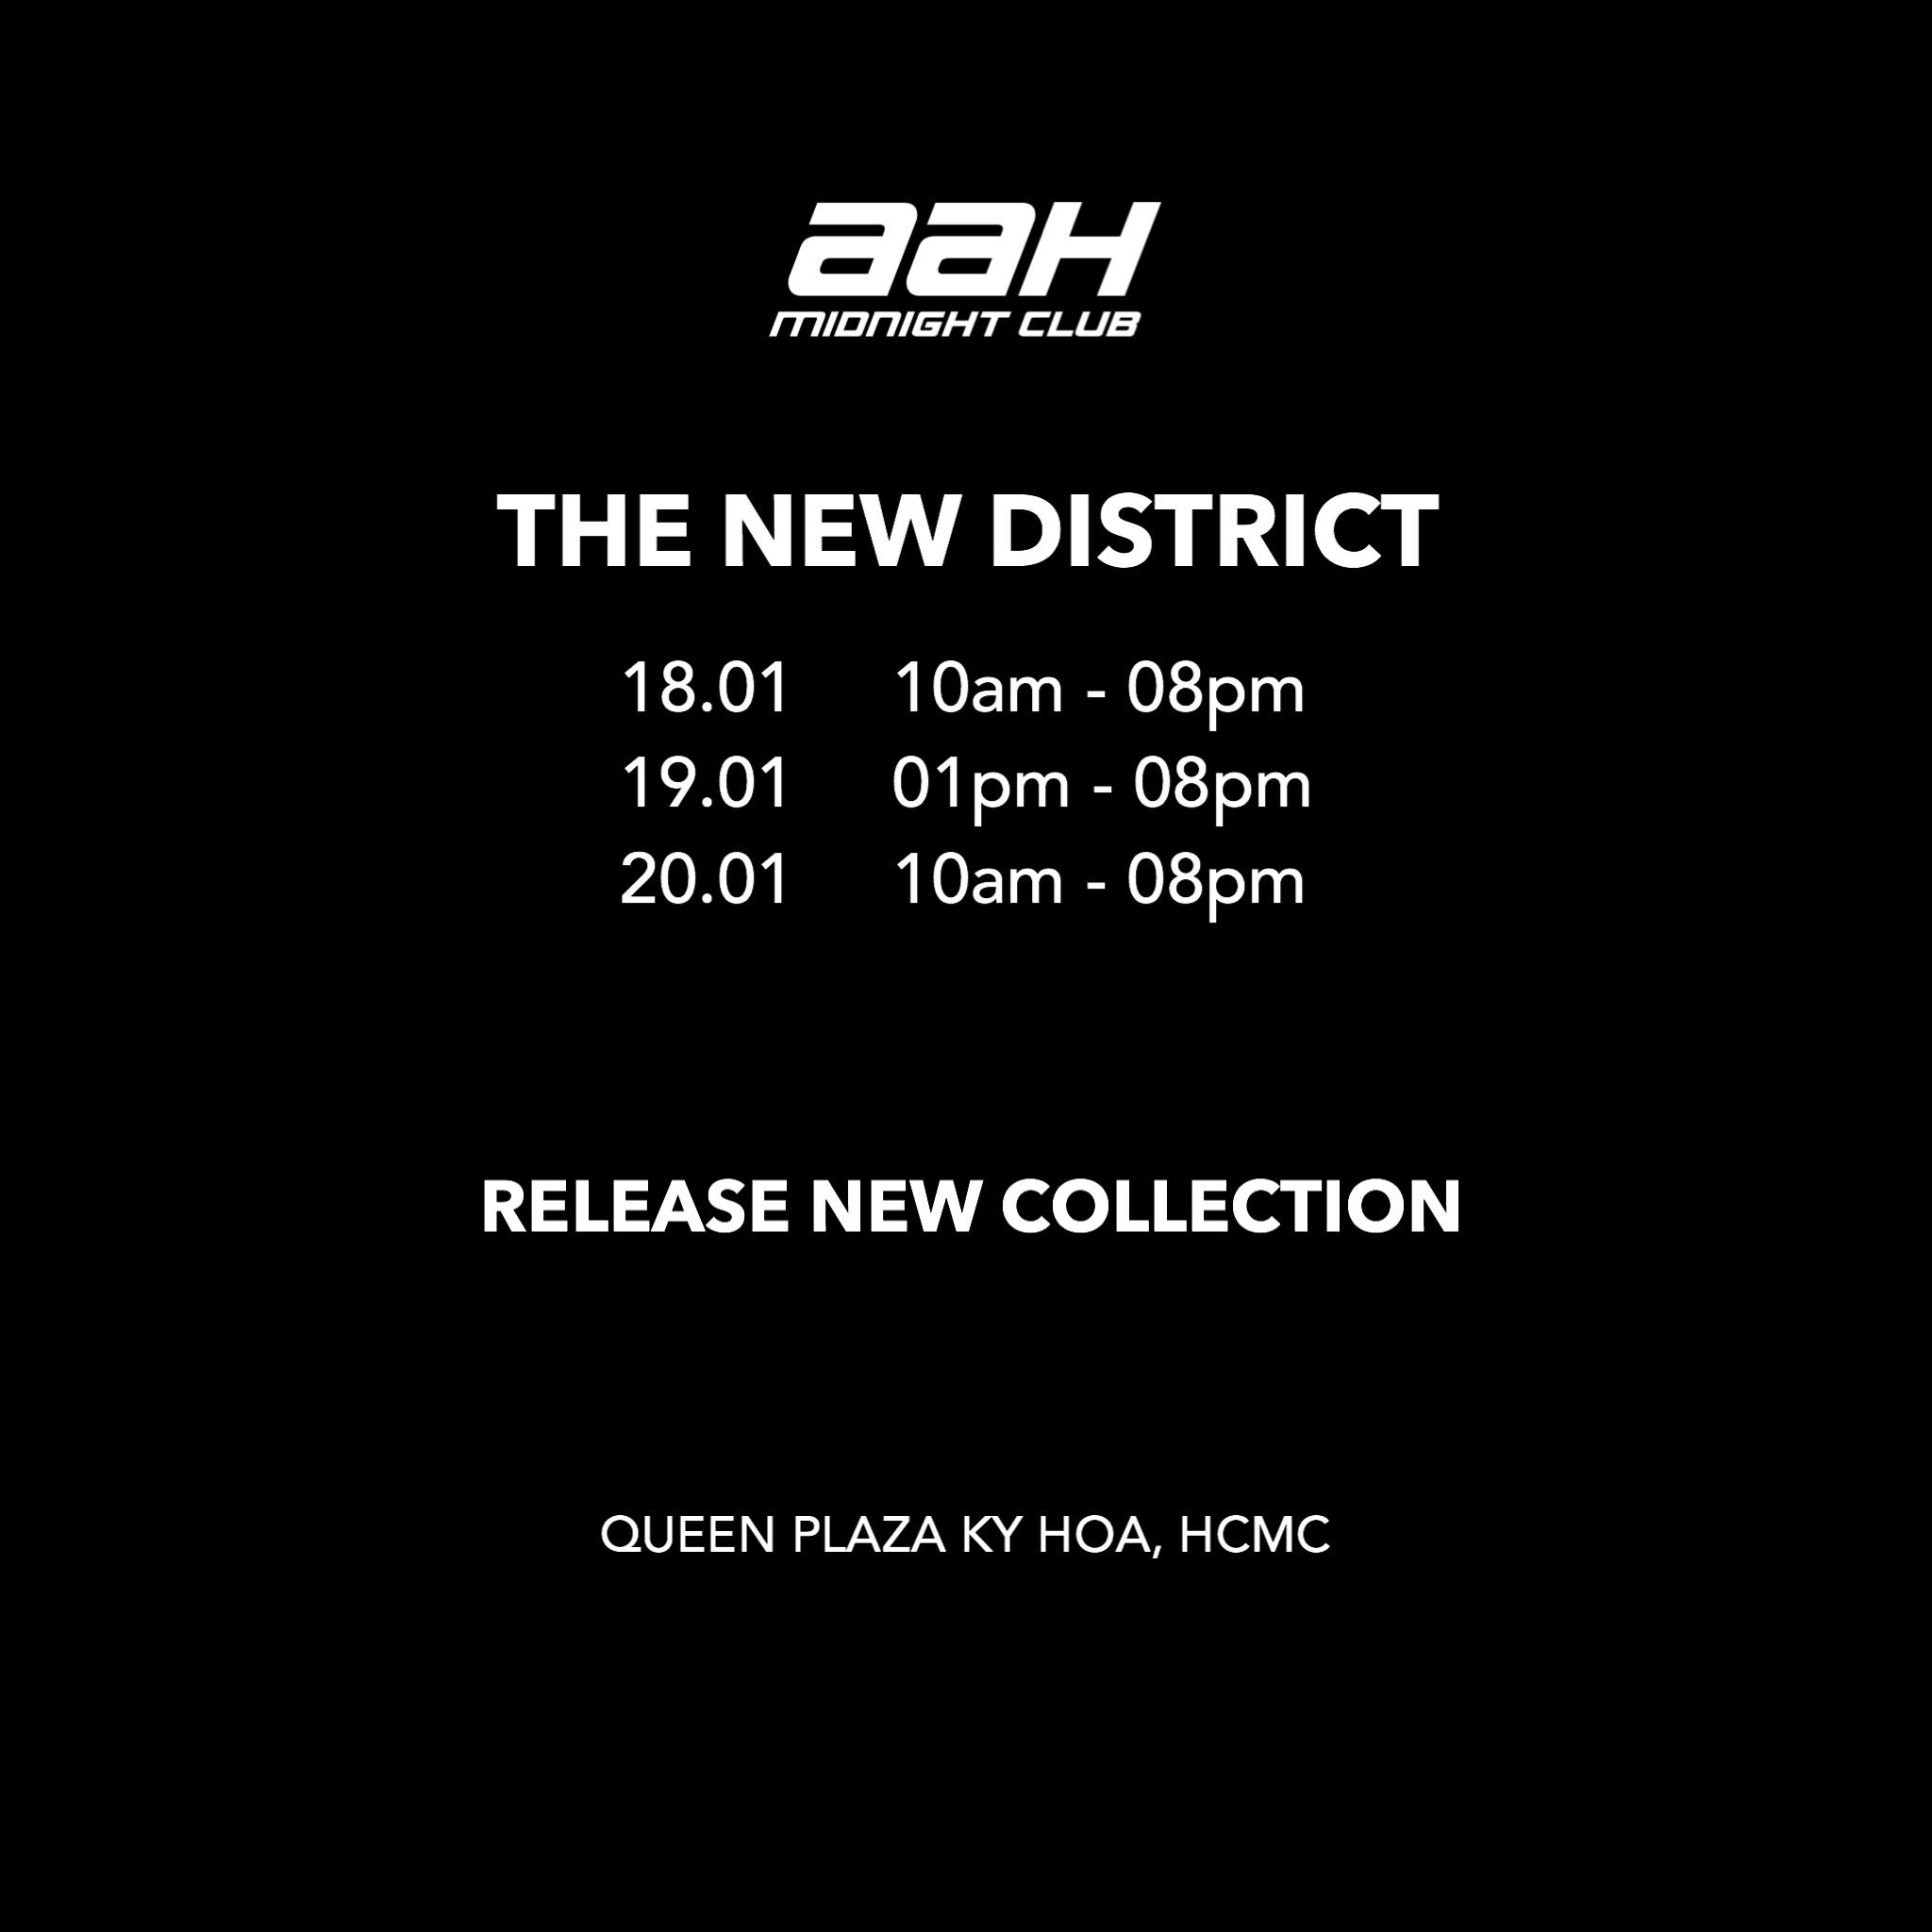 aaH
MIDNIGHT CLUB
THE NEW DISTRICT
18.01 10am - 08pm
19.01 01pm - 08pm
20.01 10am - 08pm
RELEASE NEW COLLECTION
QUEEN PLAZA KY HOA, HCMC